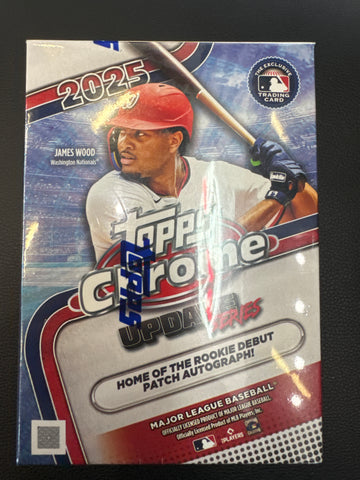 2025
THE EXCLUSIVE
TRADING
CARD
JAMES WOOD
Washington Nationals
Topps
TOPPS
Chrome
UPDATE
SERIES
HOME OF THE ROOKIE DEBUT
PATCH AUTOGRAPH!
MAJOR LEAGUE BASEBALL
OFFICIALLY LICENSED PRODUCT OF MAJOR LEAGUE BASEBALL.
Officially Licensed Product of MLB Players, Inc.
PLAYERS